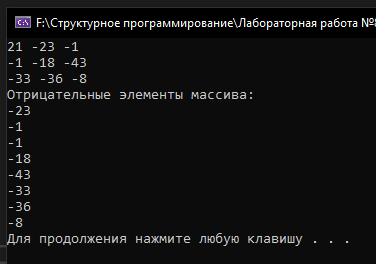 F:\Структурное программирование\Лабораторная работа №
21 -23 -1
-1 -18 -43
-33 -36 -8
Отрицательные элементы массива:
-23
-1
-1
-18
-43
-33
-36
-8
Для продолжения нажмите любую клавишу . . .